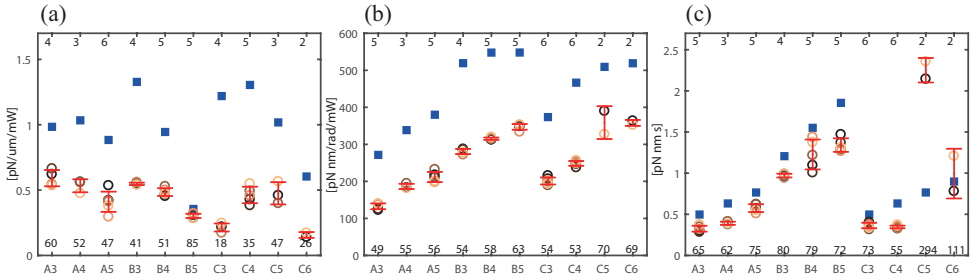 (a)
4 3 6 4 5 5 3 4 3 2
[pN/um/mW]
1.5
1
0.5
0
60 52 47 41 51 85 18 35 47 26
A3 A4 A5 B3 B4 B5 C3 C4 C5 C6
(b)
5 3 5 4 5 5 6 6 2 2
[pN nm/rad/mW]
600
500
400
300
200
100
0
49 55 56 54 58 63 54 53 70 69
A3 A4 A5 B3 B4 B5 C3 C4 C5 C6
(c)
5 3 5 4 5 5 6 6 2 2
[pN nm s]
2.5
2
1.5
1
0.5
0
65 62 75 80 79 72 73 55 294 111
A3 A4 A5 B3 B4 B5 C3 C4 C5 C6